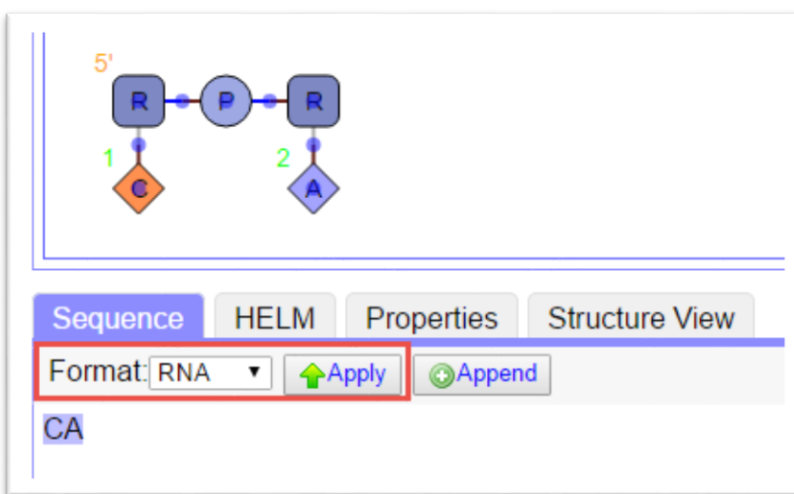 5'
R P R
1 2
C A
Sequence HELM Properties Structure View
Format: RNA Apply Append
CA